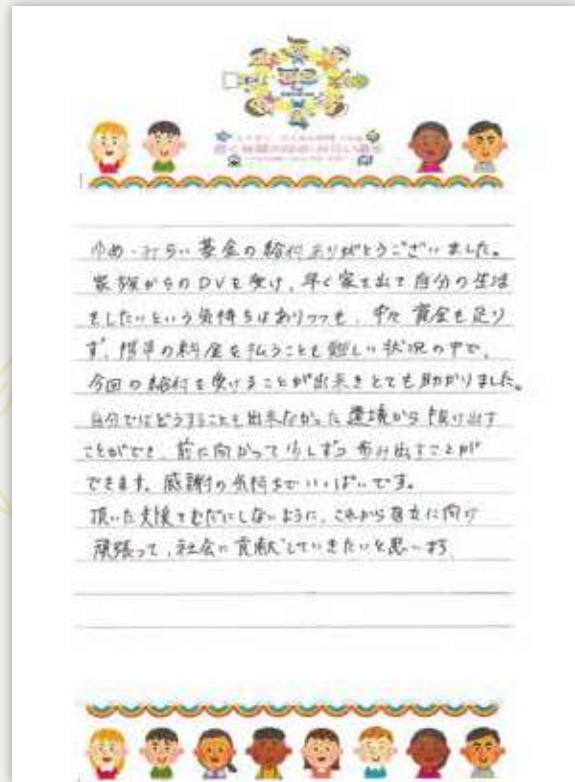 ゆめ・みらい基金の給付ありがとうございました。
家族からのDVを受け、早く家を出て自分の生活
をしたいという気持ちはありつつも、中々資金も足り
ず、携帯の料金を払うことも難しい状況の中で、
今回の給付を受けることが出来とても助かりました。
自分ではどうすることも出来なかった環境から抜け出す
ことができ、前に向かって少しずつ歩み出すことが
できます。感謝の気持ちでいっぱいです。
頂いた支援をむだにしないように、これから自立に向け
頑張って、社会に貢献していきたいと思います。